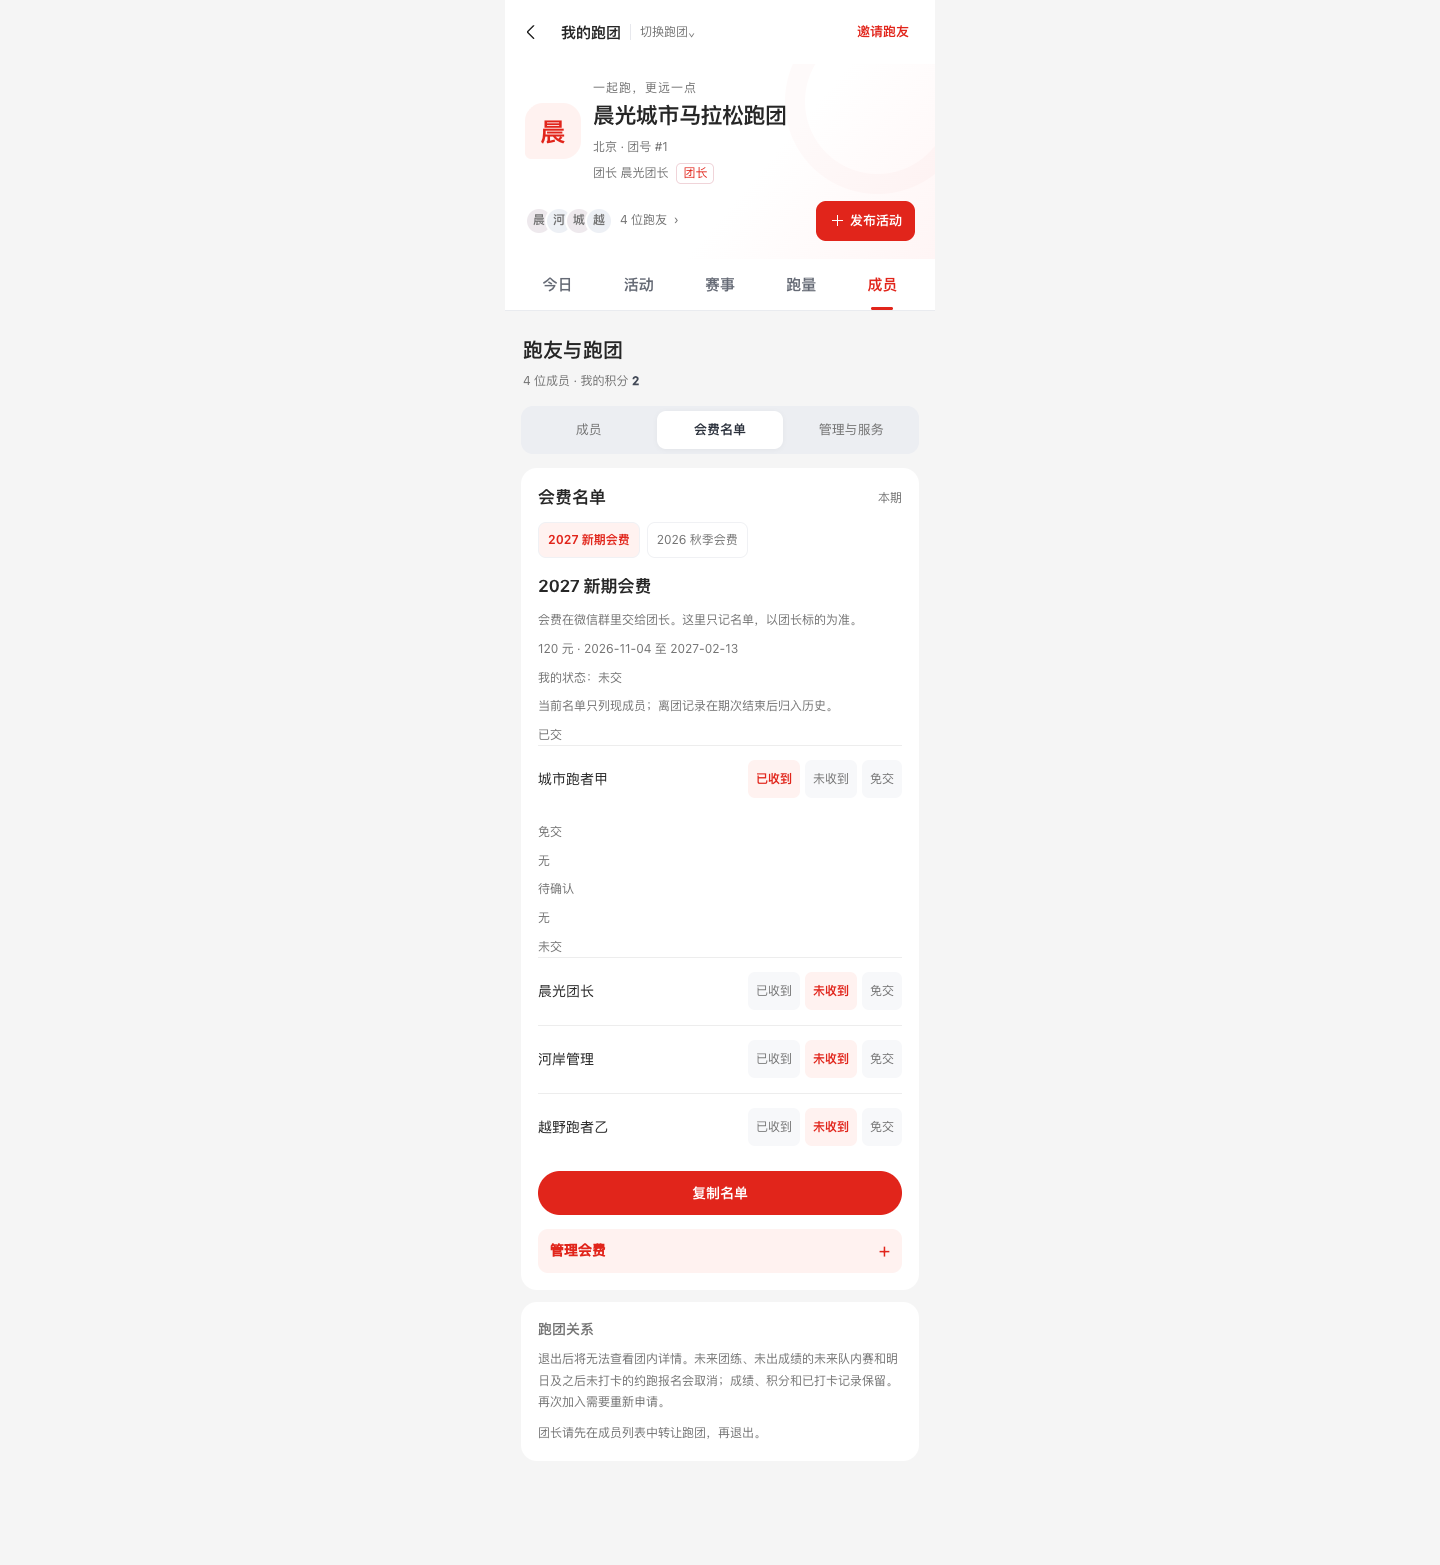 我的跑团 切换跑团 邀请跑友
一起跑，更远一点
晨
晨光城市马拉松跑团
北京 · 团号 #1
团长 晨光团长 团长
晨 河 城 越 4 位跑友 › + 发布活动
今日 活动 赛事 跑量 成员
跑友与跑团
4 位成员 · 我的积分 2
成员 会费名单 管理与服务
会费名单 本期
2027 新期会费 2026 秋季会费
2027 新期会费
会费在微信群里交给团长。这里只记名单，以团长标的为准。
120 元 · 2026-11-04 至 2027-02-13
我的状态：未交
当前名单只列现成员；离团记录在期次结束后归入历史。
已交
城市跑者甲 已收到 未收到 免交
免交
无
待确认
无
未交
晨光团长 已收到 未收到 免交
河岸管理 已收到 未收到 免交
越野跑者乙 已收到 未收到 免交
复制名单
管理会费 +
跑团关系
退出后将无法查看团内详情。未来团练、未出成绩的未来队内赛和明
日及之后未打卡的约跑报名会取消；成绩、积分和已打卡记录保留。
再次加入需要重新申请。
团长请先在成员列表中转让跑团，再退出。